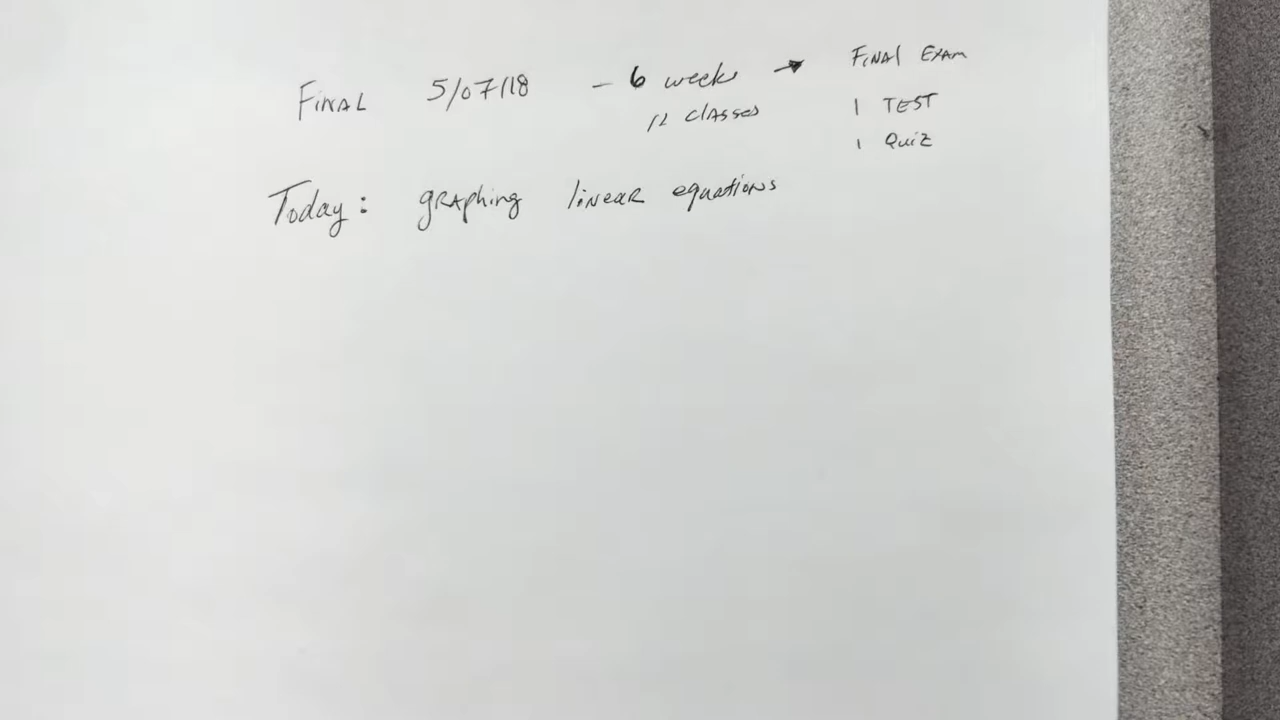 Final 5/07/18 – 6 weeks → Final Exam
12 classes 1 TEST
1 Quiz
Today: graphing linear equations